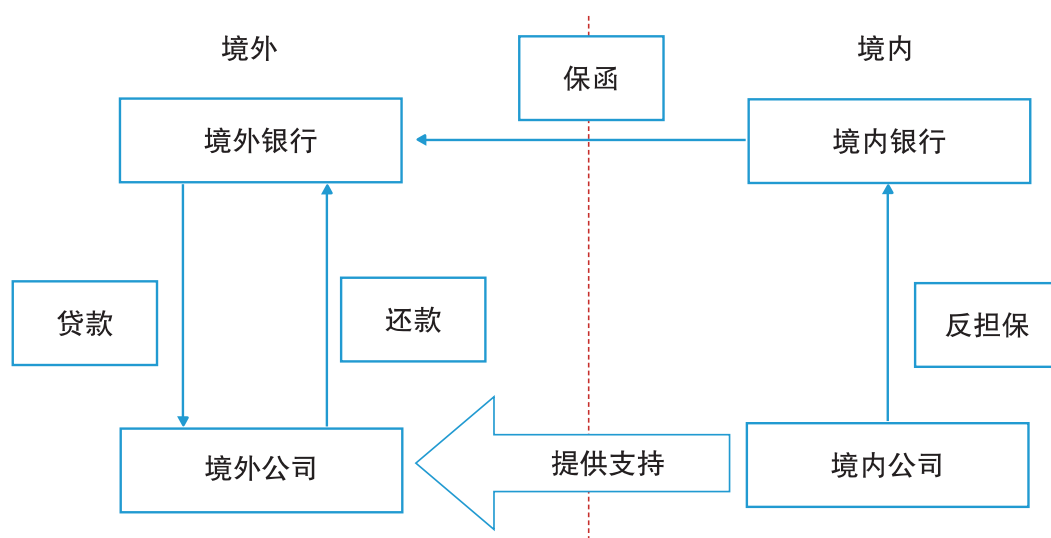 境外
境内
保函
境外银行
境内银行
贷款
还款
反担保
境外公司
提供支持
境内公司